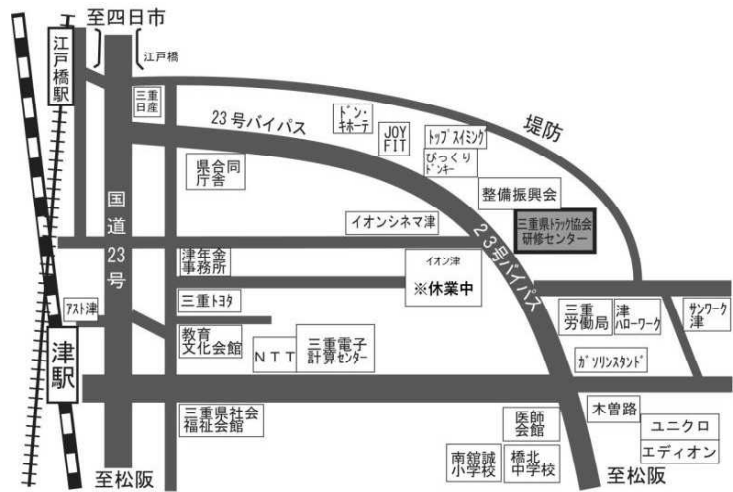 至四日市
江戸橋
江戸橋駅
三重
日産
23号バイパス
ドン・
キホーテ
JOY
FIT
トップスイミング
びっくり
ドンキー
堤防
県合同
庁舎
整備振興会
国道23号
イオンシネマ津
三重県トラック協会
研修センター
23号バイパス
津年金
事務所
イオン津
※休業中
アスト津
三重トヨタ
三重
労働局
津
ハローワーク
サンワーク
津
津駅
教育
文化会館
NTT
三重電子
計算センター
ガソリンスタンド
三重県社会
福祉会館
医師
会館
木曽路
ユニクロ
エディオン
南舘誠
小学校
橋北
中学校
至松阪
至松阪